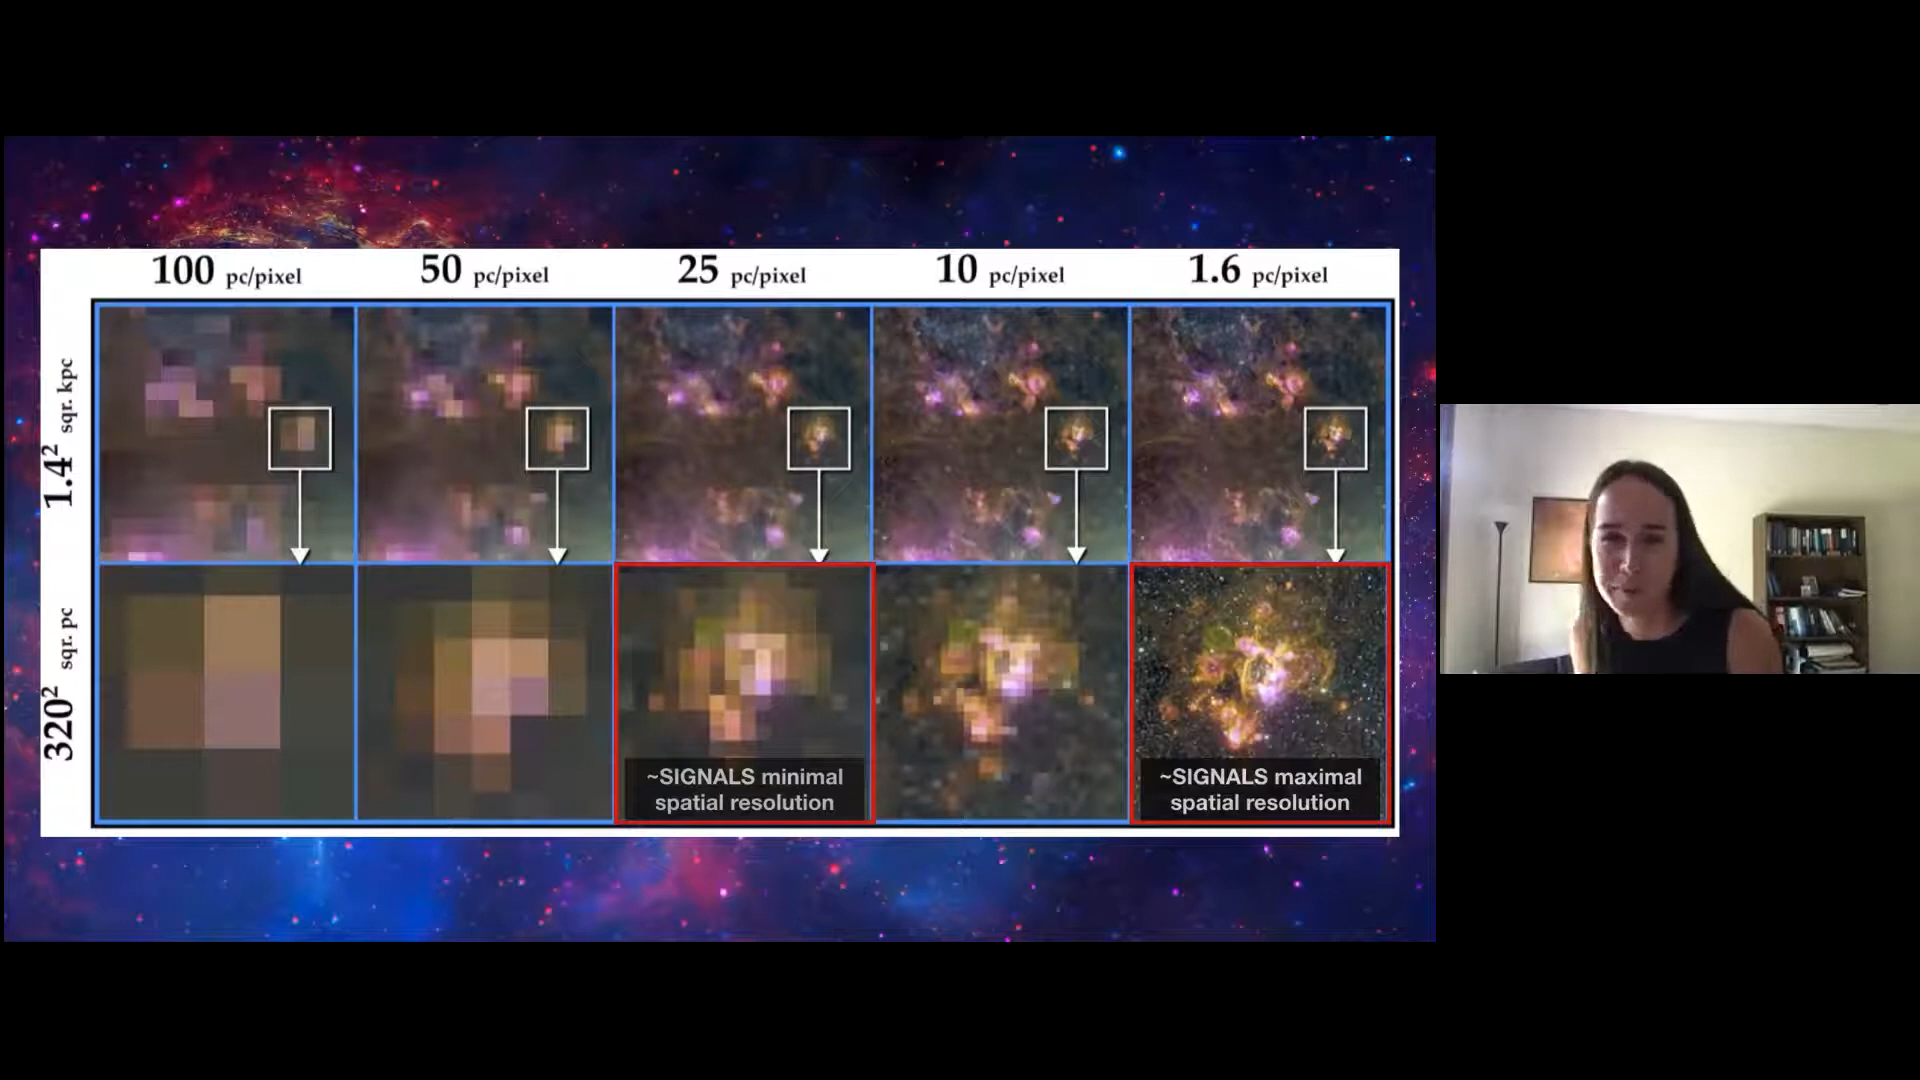 100 pc/pixel
50 pc/pixel
25 pc/pixel
10 pc/pixel
1.6 pc/pixel
1.4² sqr. kpc
320² sqr. pc
~SIGNALS minimal
spatial resolution
~SIGNALS maximal
spatial resolution